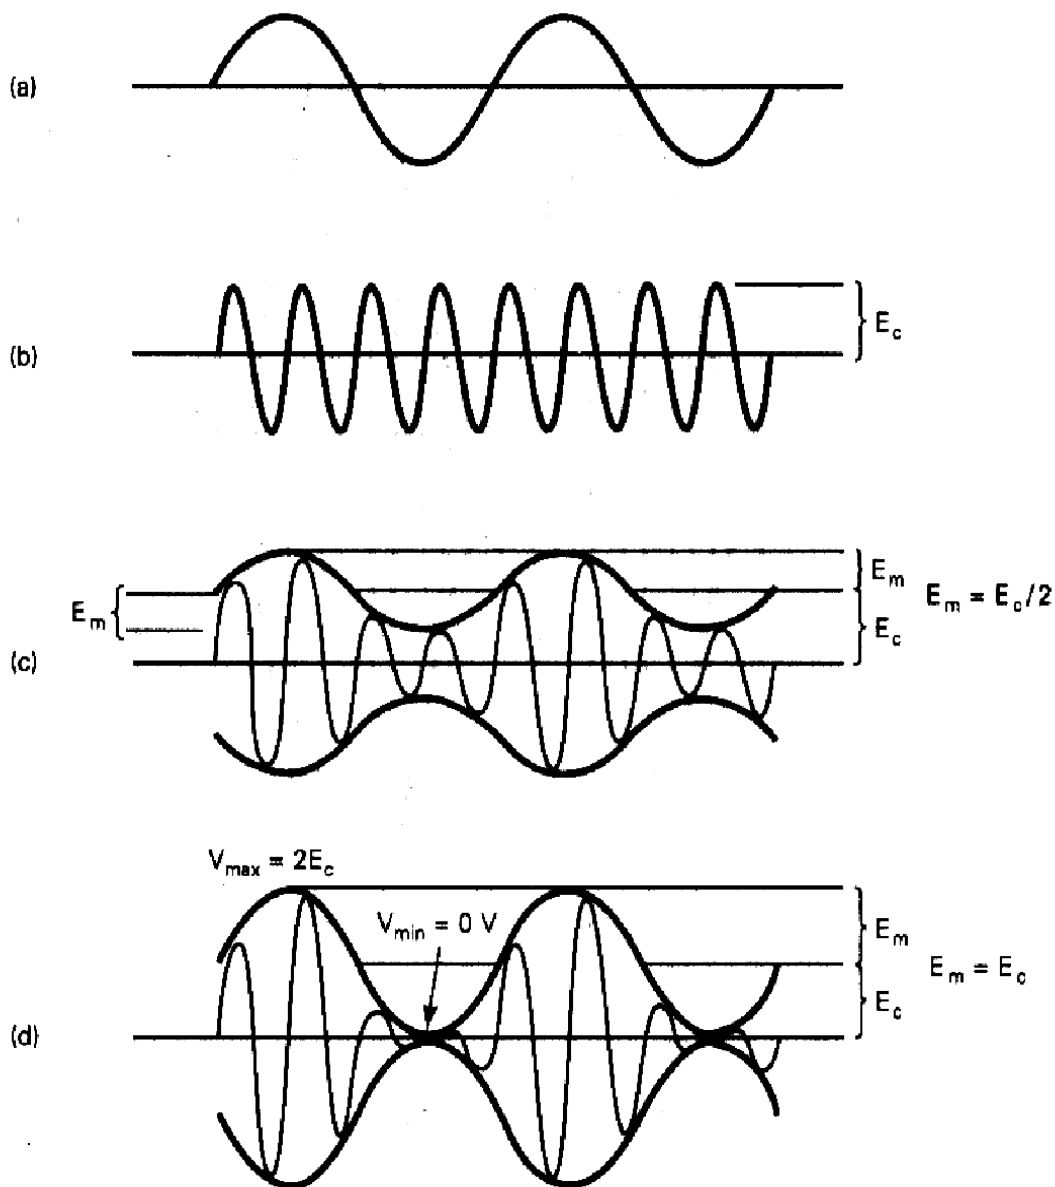 (a)
(b)
E_c
(c)
E_m
E_m
E_c
E_m = E_c/2
(d)
V_max = 2E_c
V_min = 0 V
E_m
E_c
E_m = E_c